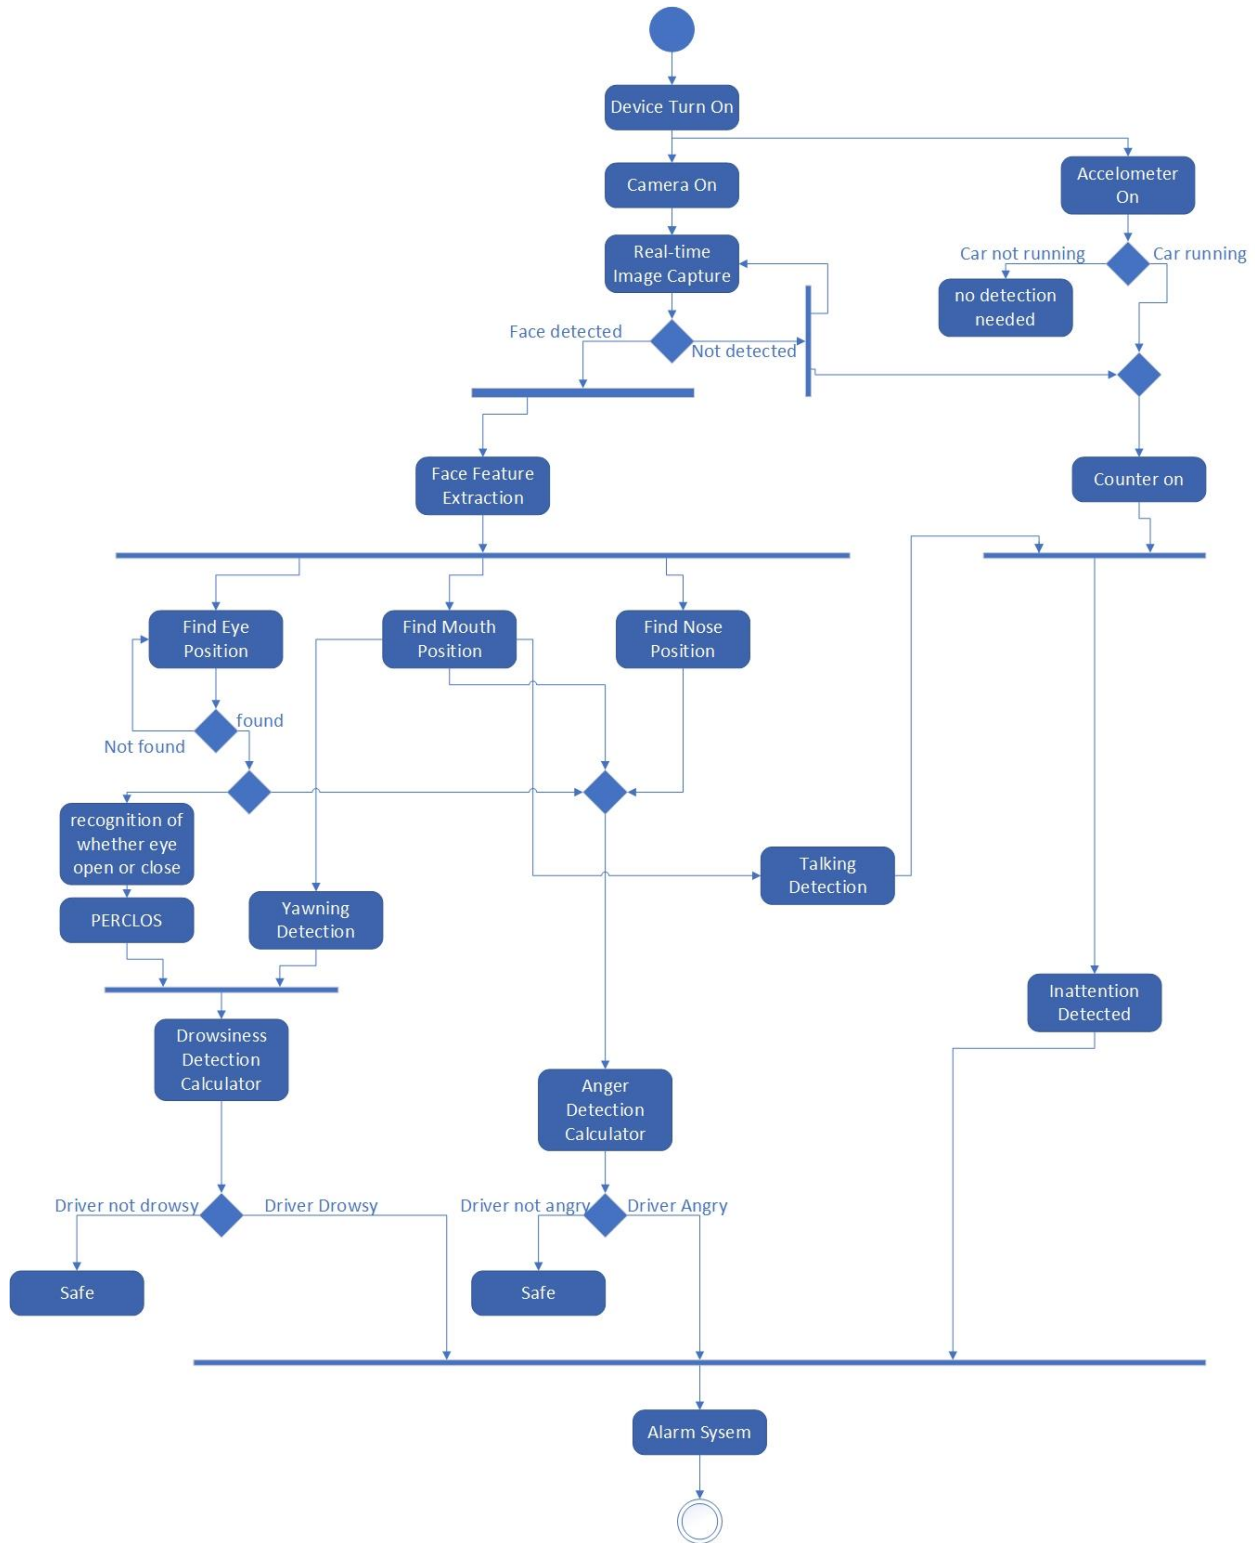 Device Turn On
Camera On
Accelometer
On
Real-time
Image Capture
Car not running
Car running
no detection
needed
Face detected
Not detected
Face Feature
Extraction
Counter on
Find Eye
Position
Find Mouth
Position
Find Nose
Position
found
Not found
recognition of
whether eye
open or close
Talking
Detection
PERCLOS
Yawning
Detection
Inattention
Detected
Drowsiness
Detection
Calculator
Anger
Detection
Calculator
Driver not drowsy
Driver Drowsy
Driver not angry
Driver Angry
Safe
Safe
Alarm Sysem